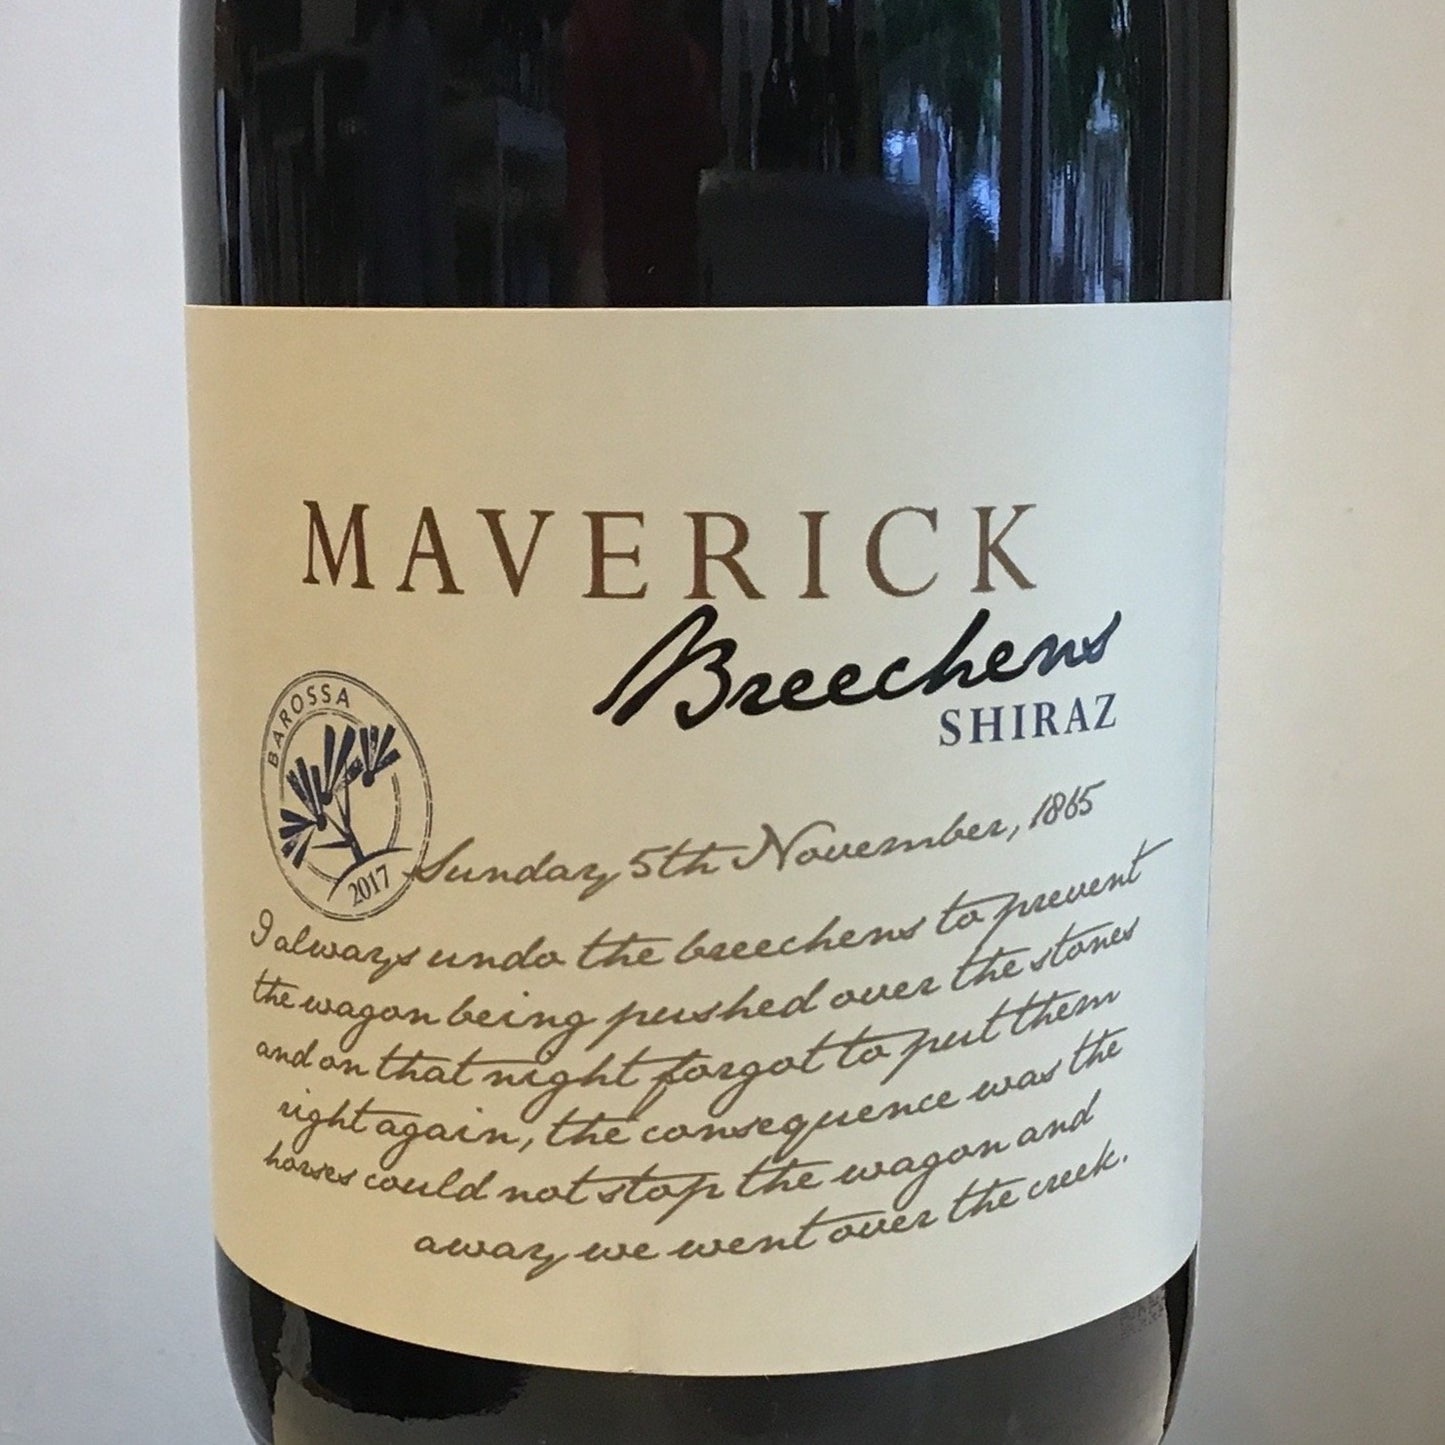 MAVERICK
Breechens
SHIRAZ
BAROSSA
2017
Sunday 5th November, 1865
I always undo the breechens to prevent
the wagon being pushed over the stones
and on that night forgot to put them
right again, the consequence was the
horses could not stop the wagon and
away we went over the creek.